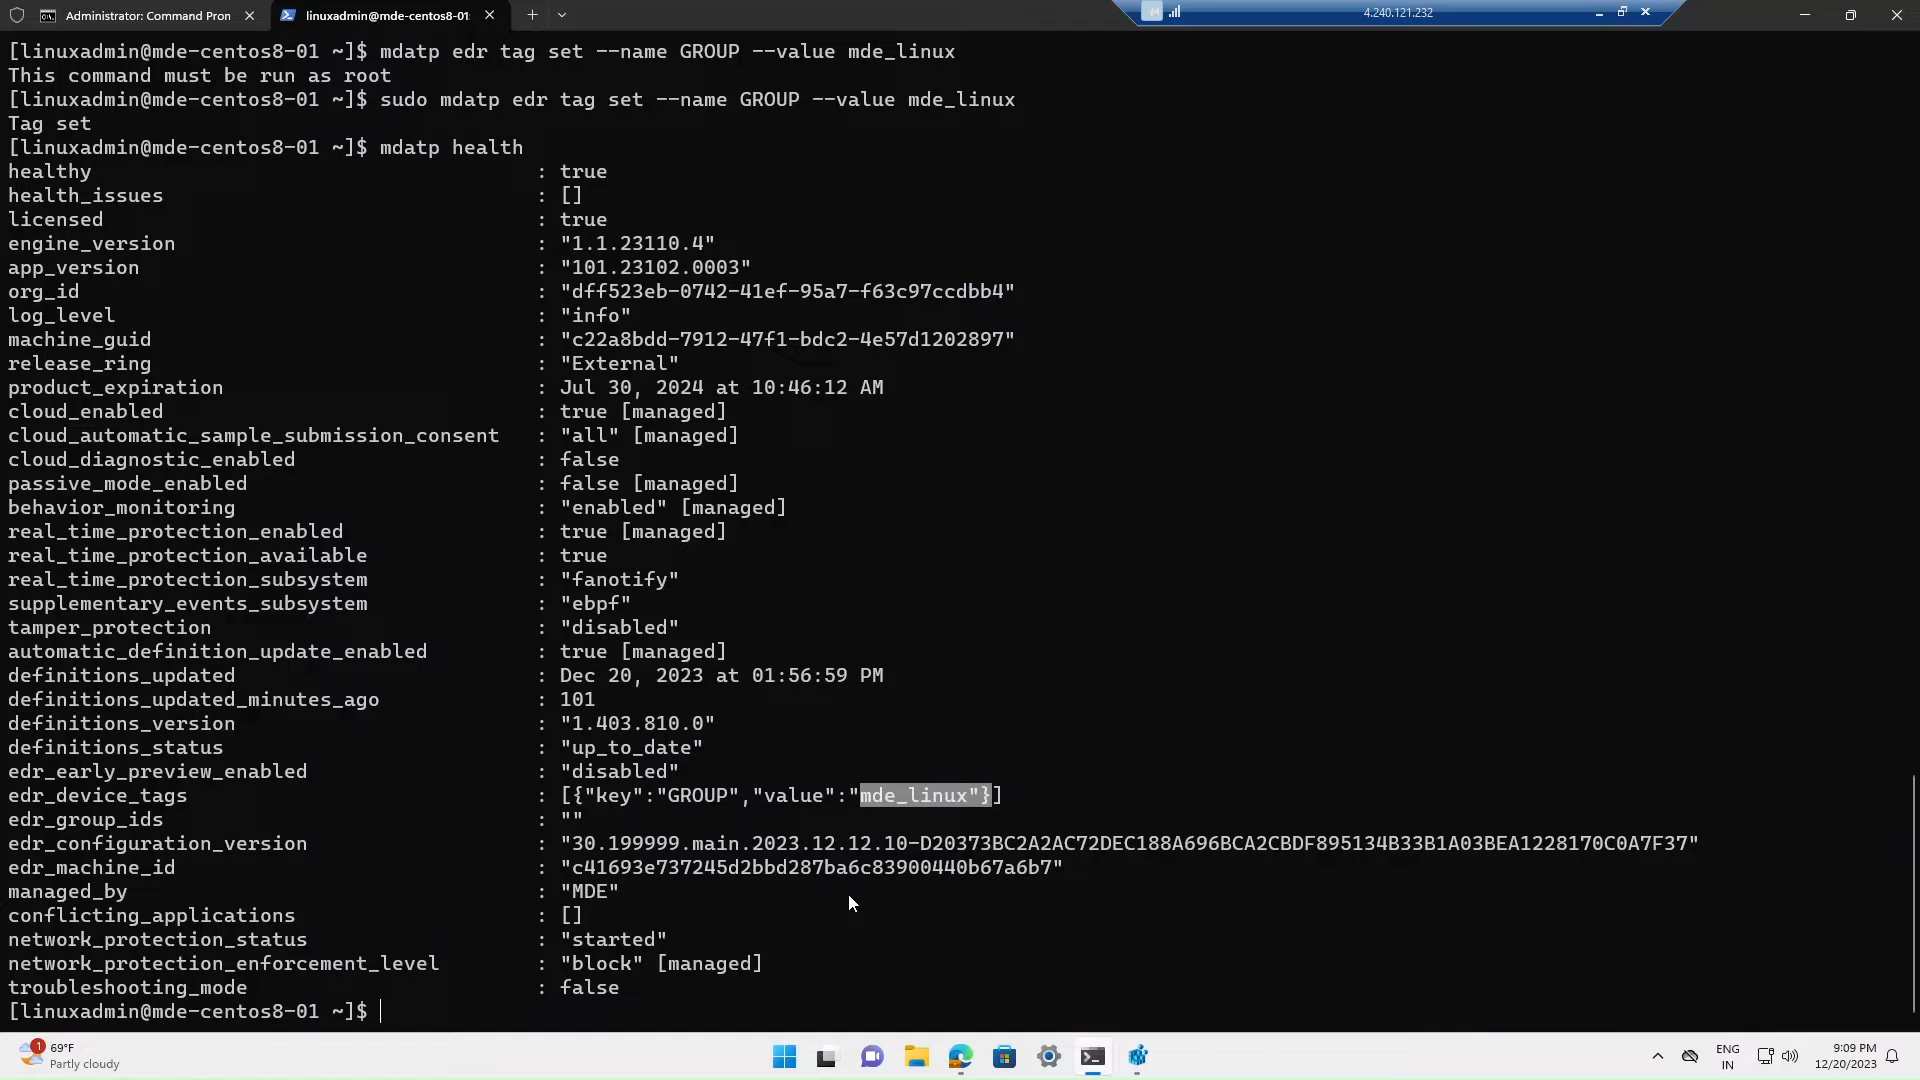 Administrator: Command Pron
linuxadmin@mde-centos8-01:
4.240.121.232
[linuxadmin@mde-centos8-01 ~]$ mdatp edr tag set --name GROUP --value mde_linux
This command must be run as root
[linuxadmin@mde-centos8-01 ~]$ sudo mdatp edr tag set --name GROUP --value mde_linux
Tag set
[linuxadmin@mde-centos8-01 ~]$ mdatp health
healthy : true
health_issues : []
licensed : true
engine_version : "1.1.23110.4"
app_version : "101.23102.0003"
org_id : "dff523eb-0742-41ef-95a7-f63c97ccdbb4"
log_level : "info"
machine_guid : "c22a8bdd-7912-47f1-bdc2-4e57d1202897"
release_ring : "External"
product_expiration : Jul 30, 2024 at 10:46:12 AM
cloud_enabled : true [managed]
cloud_automatic_sample_submission_consent : "all" [managed]
cloud_diagnostic_enabled : false
passive_mode_enabled : false [managed]
behavior_monitoring : "enabled" [managed]
real_time_protection_enabled : true [managed]
real_time_protection_available : true
real_time_protection_subsystem : "fanotify"
supplementary_events_subsystem : "ebpf"
tamper_protection : "disabled"
automatic_definition_update_enabled : true [managed]
definitions_updated : Dec 20, 2023 at 01:56:59 PM
definitions_updated_minutes_ago : 101
definitions_version : "1.403.810.0"
definitions_status : "up_to_date"
edr_early_preview_enabled : "disabled"
edr_device_tags : [{"key":"GROUP","value":"mde_linux"}]
edr_group_ids : ""
edr_configuration_version : "30.199999.main.2023.12.12.10-D20373BC2A2AC72DEC188A696BCA2CBDF895134B33B1A03BEA1228170C0A7F37"
edr_machine_id : "c41693e737245d2bbd287ba6c83900440b67a6b7"
managed_by : "MDE"
conflicting_applications : []
network_protection_status : "started"
network_protection_enforcement_level : "block" [managed]
troubleshooting_mode : false
[linuxadmin@mde-centos8-01 ~]$
1
69°F
Partly cloudy
ENG
IN
9:09 PM
12/20/2023